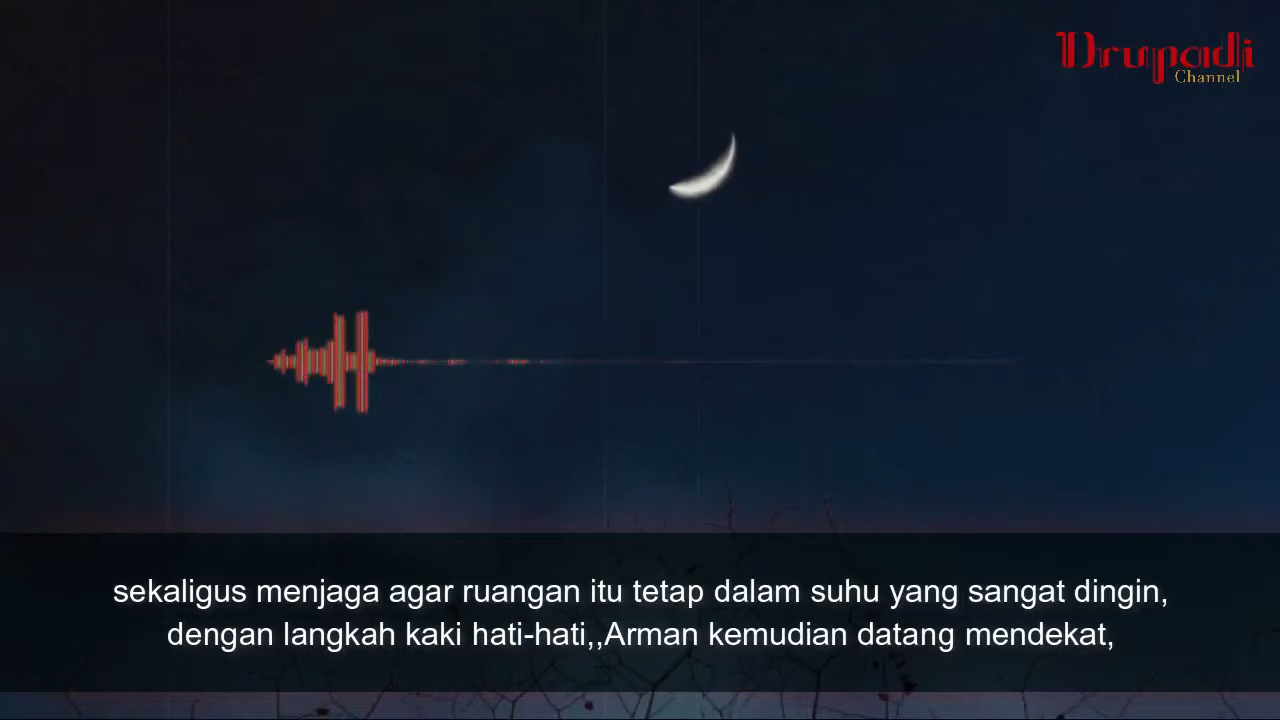 Drupadi
Channel
sekaligus menjaga agar ruangan itu tetap dalam suhu yang sangat dingin,
dengan langkah kaki hati-hati,,Arman kemudian datang mendekat,